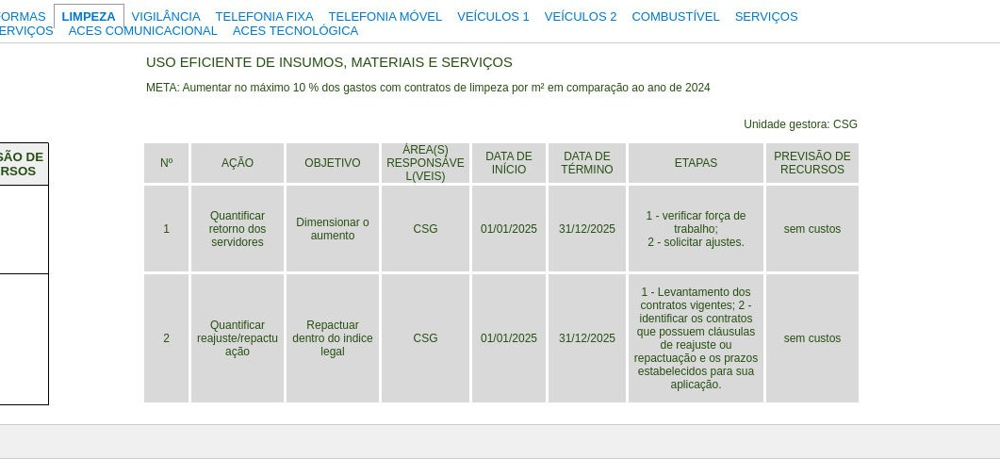 FORMAS LIMPEZA VIGILÂNCIA TELEFONIA FIXA TELEFONIA MÓVEL VEÍCULOS 1 VEÍCULOS 2 COMBUSTÍVEL SERVIÇOS
ERVIÇOS ACES COMUNICACIONAL ACES TECNOLÓGICA
USO EFICIENTE DE INSUMOS, MATERIAIS E SERVIÇOS
META: Aumentar no máximo 10 % dos gastos com contratos de limpeza por m² em comparação ao ano de 2024
Unidade gestora: CSG
SÃO DE
RSOS
Nº
AÇÃO
OBJETIVO
ÁREA(S)
RESPONSÁVE
L(VEIS)
DATA DE
INÍCIO
DATA DE
TÉRMINO
ETAPAS
PREVISÃO DE
RECURSOS
1
Quantificar
retorno dos
servidores
Dimensionar o
aumento
CSG
01/01/2025
31/12/2025
1 - verificar força de
trabalho;
2 - solicitar ajustes.
sem custos
2
Quantificar
reajuste/repactu
ação
Repactuar
dentro do indice
legal
CSG
01/01/2025
31/12/2025
1 - Levantamento dos
contratos vigentes; 2 -
identificar os contratos
que possuem cláusulas
de reajuste ou
repactuação e os prazos
estabelecidos para sua
aplicação.
sem custos